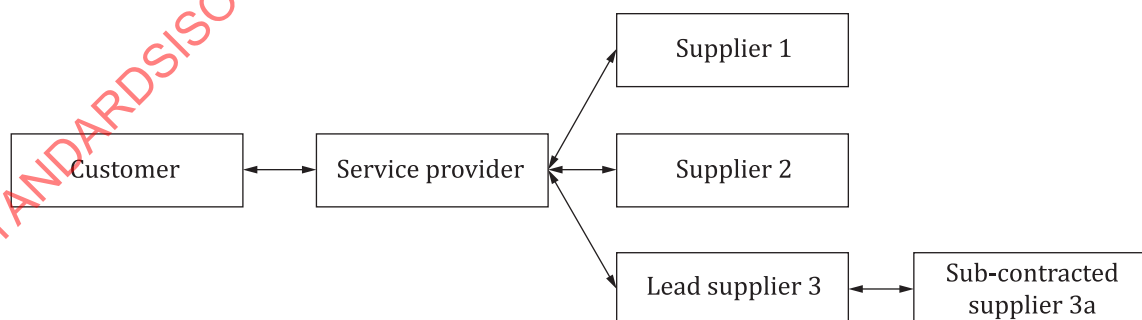 Supplier 1
Customer
Service provider
Supplier 2
Lead supplier 3
Sub-contracted
supplier 3a